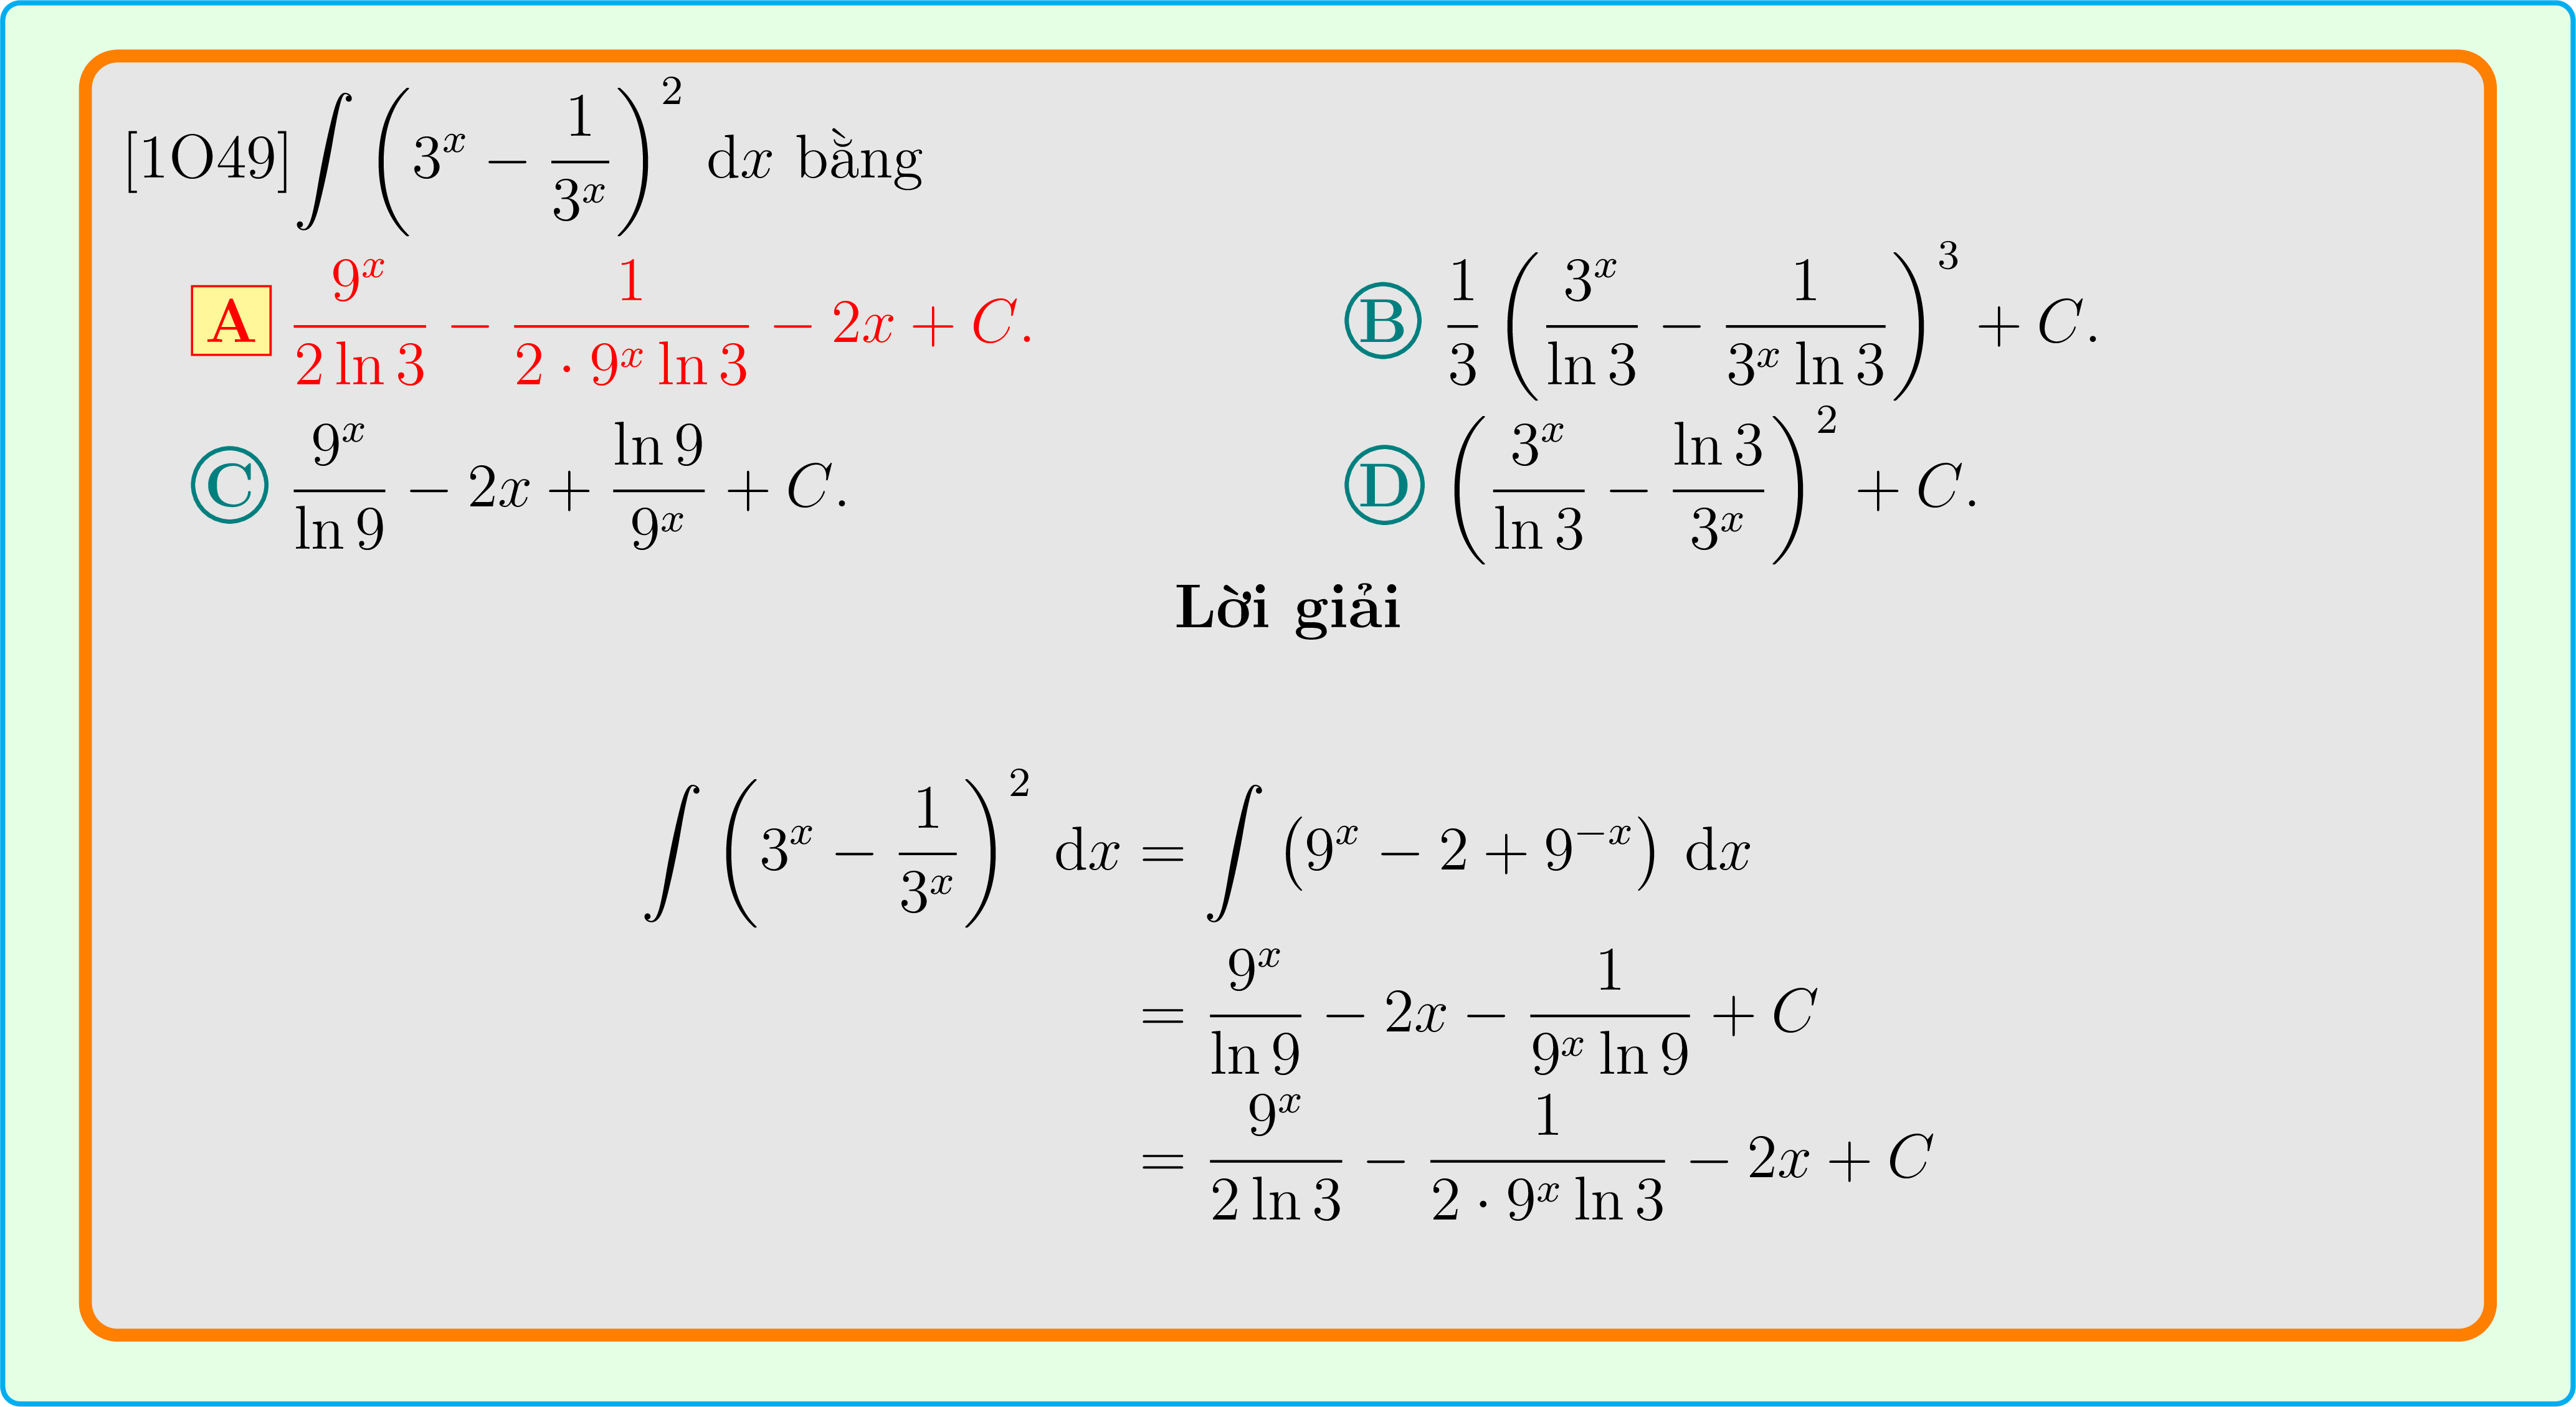 [1O49] $\int \left(3^x - \frac{1}{3^x}\right)^2 \, \mathrm{d}x$ bằng
A $\frac{9^x}{2\ln 3} - \frac{1}{2 \cdot 9^x \ln 3} - 2x + C.$ B $\frac{1}{3}\left(\frac{3^x}{\ln 3} - \frac{1}{3^x \ln 3}\right)^3 + C.$
C $\frac{9^x}{\ln 9} - 2x + \frac{\ln 9}{9^x} + C.$ D $\left(\frac{3^x}{\ln 3} - \frac{\ln 3}{3^x}\right)^2 + C.$
Lời giải
$\int \left(3^x - \frac{1}{3^x}\right)^2 \, \mathrm{d}x = \int \left(9^x - 2 + 9^{-x}\right) \, \mathrm{d}x$
$= \frac{9^x}{\ln 9} - 2x - \frac{1}{9^x \ln 9} + C$
$= \frac{9^x}{2\ln 3} - \frac{1}{2 \cdot 9^x \ln 3} - 2x + C$